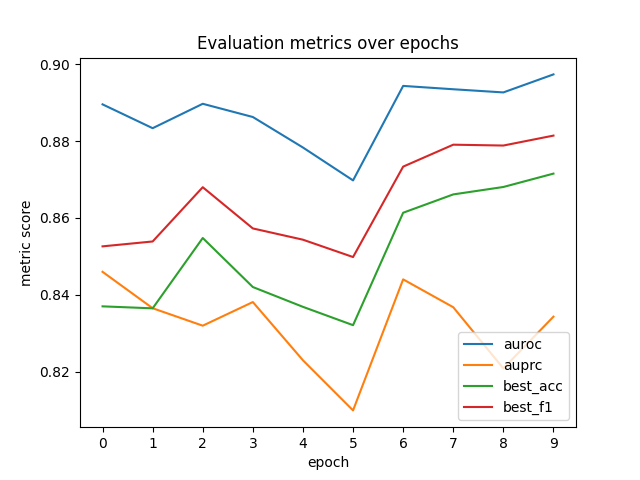 Evaluation metrics over epochs
metric score
0.90
0.88
0.86
0.84
0.82
auroc
auprc
best_acc
best_f1
0 1 2 3 4 5 6 7 8 9
epoch